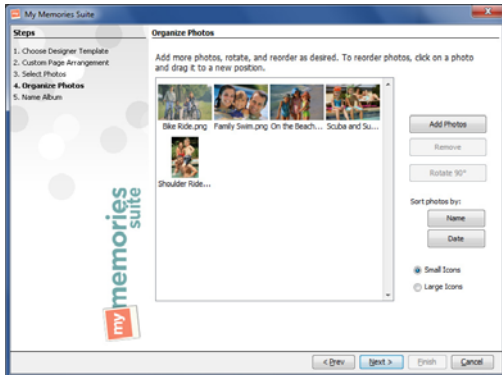 My Memories Suite
Steps
1. Choose Designer Template
2. Custom Page Arrangement
3. Select Photos
4. Organize Photos
5. Name Album
my memories suite
Organize Photos
Add more photos, rotate, and reorder as desired. To reorder photos, click on a photo
and drag it to a new position.
Bike Ride.png Family Swim.png On the Beach... Scuba and Su...
Shoulder Ride...
Add Photos
Remove
Rotate 90°
Sort photos by:
Name
Date
Small Icons
Large Icons
< Prev Next > Finish Cancel